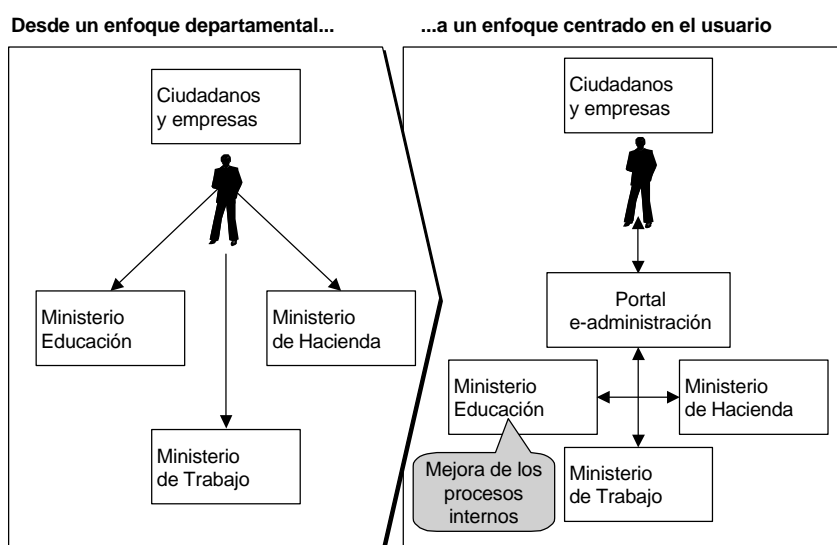 Desde un enfoque departamental...
Ciudadanos
y empresas
Ministerio
Educación
Ministerio
de Hacienda
Ministerio
de Trabajo
...a un enfoque centrado en el usuario
Ciudadanos
y empresas
Portal
e-administración
Ministerio
Educación
Ministerio
de Hacienda
Mejora de los
procesos
internos
Ministerio
de Trabajo